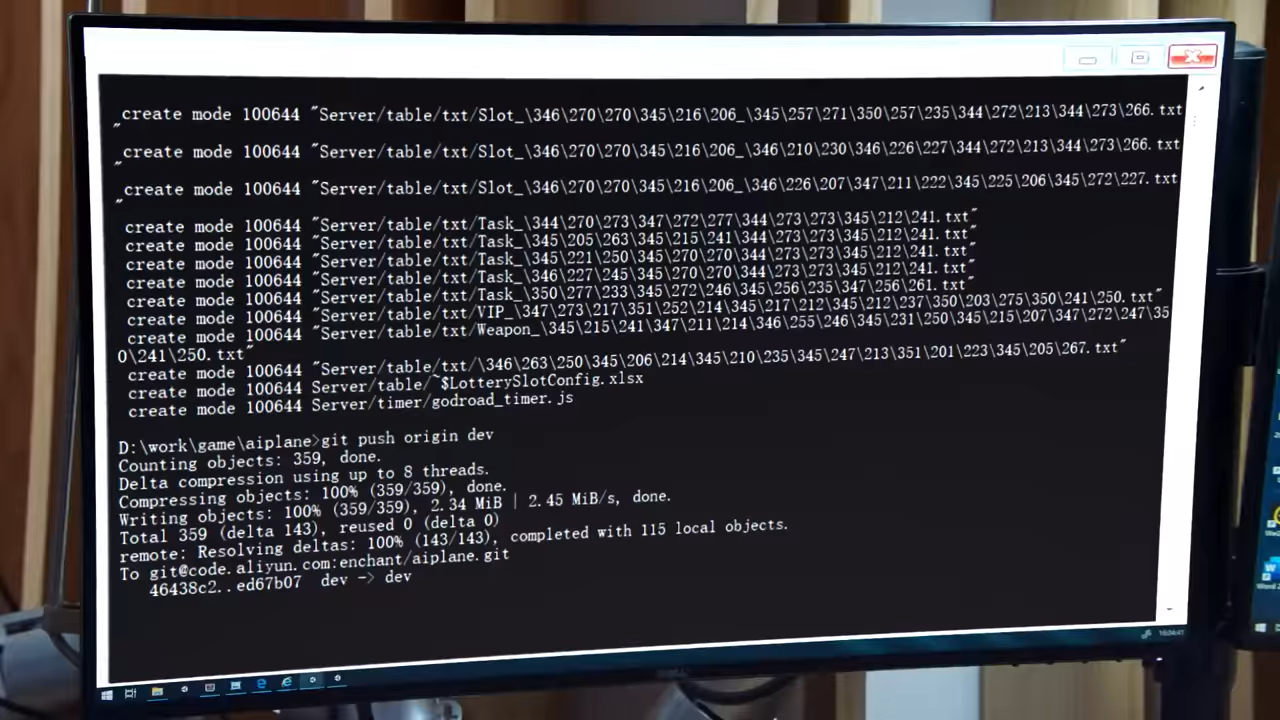 create mode 100644 "Server/table/txt/Slot_\346\270\270\345\216\206_\345\257\271\350\257\235\344\272\213\344\273\266.txt
"
create mode 100644 "Server/table/txt/Slot_\346\270\270\345\216\206_\346\210\230\346\226\227\344\272\213\344\273\266.txt
"
create mode 100644 "Server/table/txt/Slot_\346\270\270\345\216\206_\346\226\207\347\211\222\345\225\206\345\272\227.txt
"
create mode 100644 "Server/table/txt/Task_\344\270\273\347\272\277\344\273\273\345\212\241.txt"
create mode 100644 "Server/table/txt/Task_\345\205\263\345\215\241\344\273\273\345\212\241.txt"
create mode 100644 "Server/table/txt/Task_\345\221\250\345\270\270\344\273\273\345\212\241.txt"
create mode 100644 "Server/table/txt/Task_\346\227\245\345\270\270\344\273\273\345\212\241.txt"
create mode 100644 "Server/table/txt/Task_\350\277\233\345\272\246\345\256\235\347\256\261.txt"
create mode 100644 "Server/table/txt/VIP_\347\273\217\351\252\214\345\217\212\345\212\237\350\203\275\350\241\250.txt"
create mode 100644 "Server/table/txt/Weapon_\345\215\241\347\211\214\346\255\246\345\231\250\345\215\207\347\272\247\35
0\241\250.txt"
create mode 100644 "Server/table/txt/\346\263\250\345\206\214\345\210\235\345\247\213\351\201\223\345\205\267.txt"
create mode 100644 Server/table/~$LotterySlotConfig.xlsx
create mode 100644 Server/timer/godroad_timer.js
D:\work\game\aiplane>git push origin dev
Counting objects: 359, done.
Delta compression using up to 8 threads.
Compressing objects: 100% (359/359), done.
Writing objects: 100% (359/359), 2.34 MiB | 2.45 MiB/s, done.
Total 359 (delta 143), reused 0 (delta 0)
remote: Resolving deltas: 100% (143/143), completed with 115 local objects.
To git@code.aliyun.com:enchant/aiplane.git
46438c2..ed67b07  dev -> dev
16:04:41